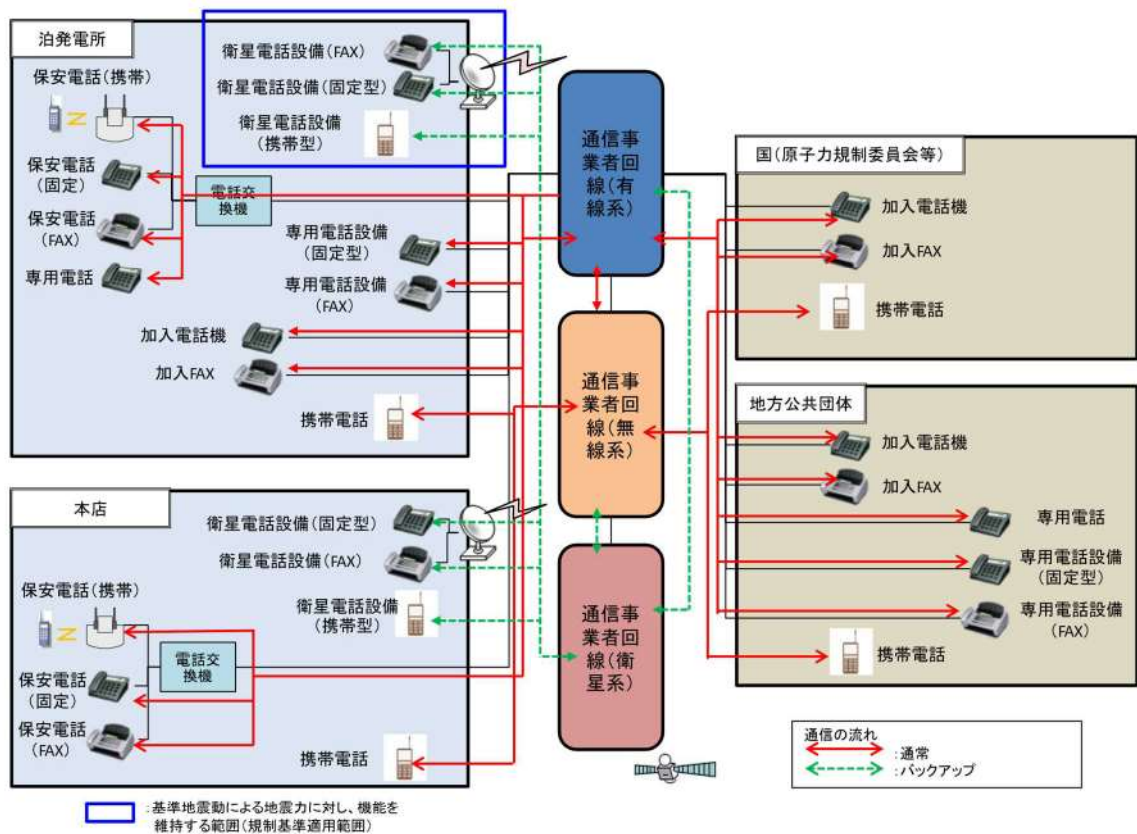 泊発電所
衛星電話設備(FAX)
衛星電話設備(固定型)
衛星電話設備
(携帯型)
保安電話(携帯)
保安電話
(固定)
電話交
換機
保安電話
(FAX)
専用電話
専用電話設備
(固定型)
専用電話設備
(FAX)
加入電話機
加入FAX
携帯電話
本店
衛星電話設備(固定型)
衛星電話設備(FAX)
衛星電話設備
(携帯型)
保安電話(携帯)
電話交
換機
保安電話
(固定)
保安電話
(FAX)
携帯電話
通信事
業者回
線(有
線系)
通信事
業者回
線(無
線系)
通信事
業者回
線(衛
星系)
国(原子力規制委員会等)
加入電話機
加入FAX
携帯電話
地方公共団体
加入電話機
加入FAX
専用電話
専用電話設備
(固定型)
専用電話設備
(FAX)
携帯電話
通信の流れ
:通常
:バックアップ
:基準地震動による地震力に対し、機能を
維持する範囲(規制基準適用範囲)